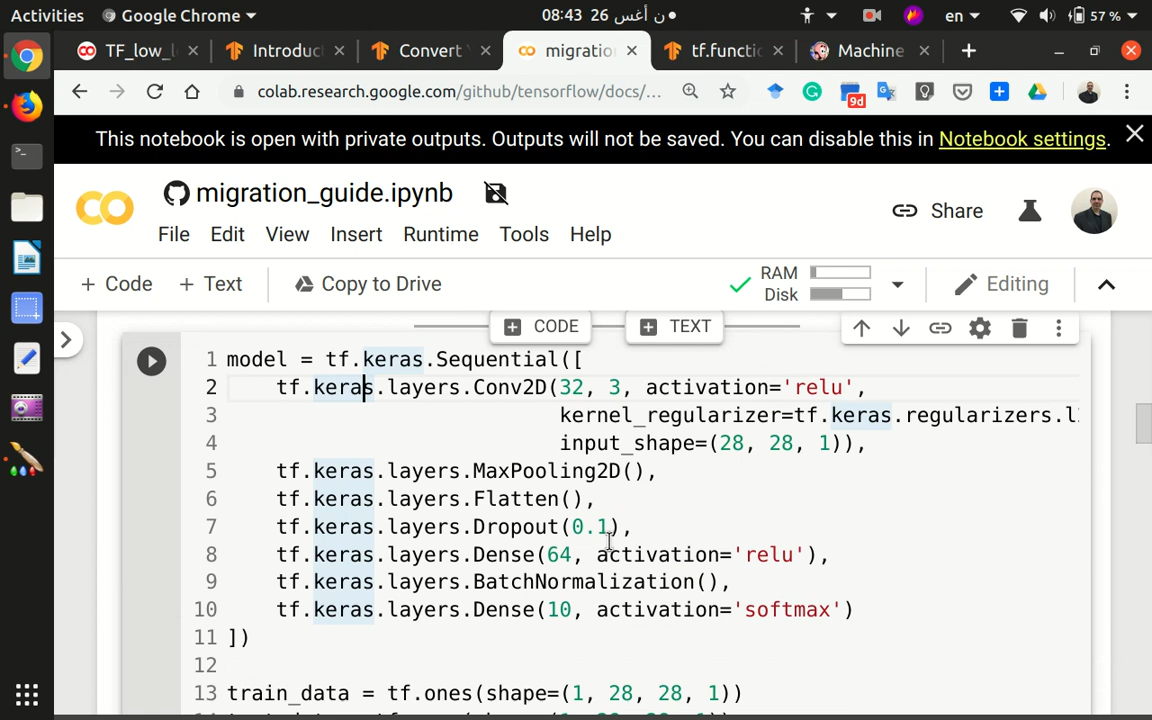 Activities Google Chrome ن أغس 26 08:43 en 57 %
TF_low_l Introduc Convert migratio tf.functi Machine
colab.research.google.com/github/tensorflow/docs/... 9d
This notebook is open with private outputs. Outputs will not be saved. You can disable this in Notebook settings.
migration_guide.ipynb
Share
File Edit View Insert Runtime Tools Help
+ Code + Text Copy to Drive RAM Disk Editing
CODE TEXT
1 model = tf.keras.Sequential([
2 tf.keras.layers.Conv2D(32, 3, activation='relu',
3 kernel_regularizer=tf.keras.regularizers.l
4 input_shape=(28, 28, 1)),
5 tf.keras.layers.MaxPooling2D(),
6 tf.keras.layers.Flatten(),
7 tf.keras.layers.Dropout(0.1),
8 tf.keras.layers.Dense(64, activation='relu'),
9 tf.keras.layers.BatchNormalization(),
10 tf.keras.layers.Dense(10, activation='softmax')
11 ])
12
13 train_data = tf.ones(shape=(1, 28, 28, 1))